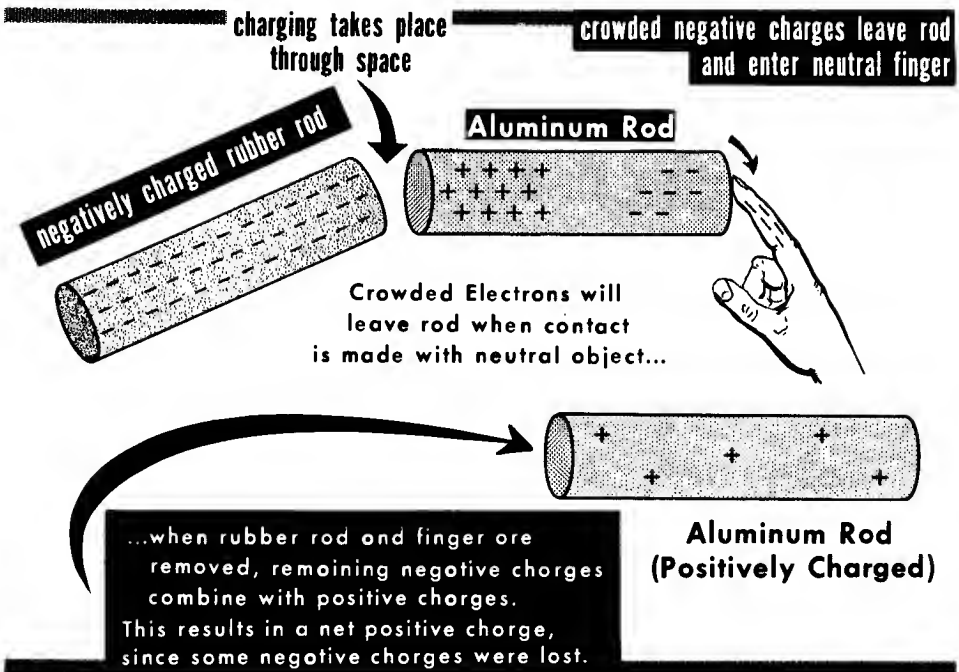 charging takes place
through space
crowded negative charges leave rod
and enter neutral finger
negatively charged rubber rod
Aluminum Rod
+ + + +
+ + + +
+ + + +
- -
- - -
- - -
Crowded Electrons will
leave rod when contact
is made with neutral object...
+ + + + +
Aluminum Rod
(Positively Charged)
...when rubber rod and finger ore
removed, remaining negotive chorges
combine with positive chorges.
This results in a net positive chorge,
since some negotive chorges were lost.